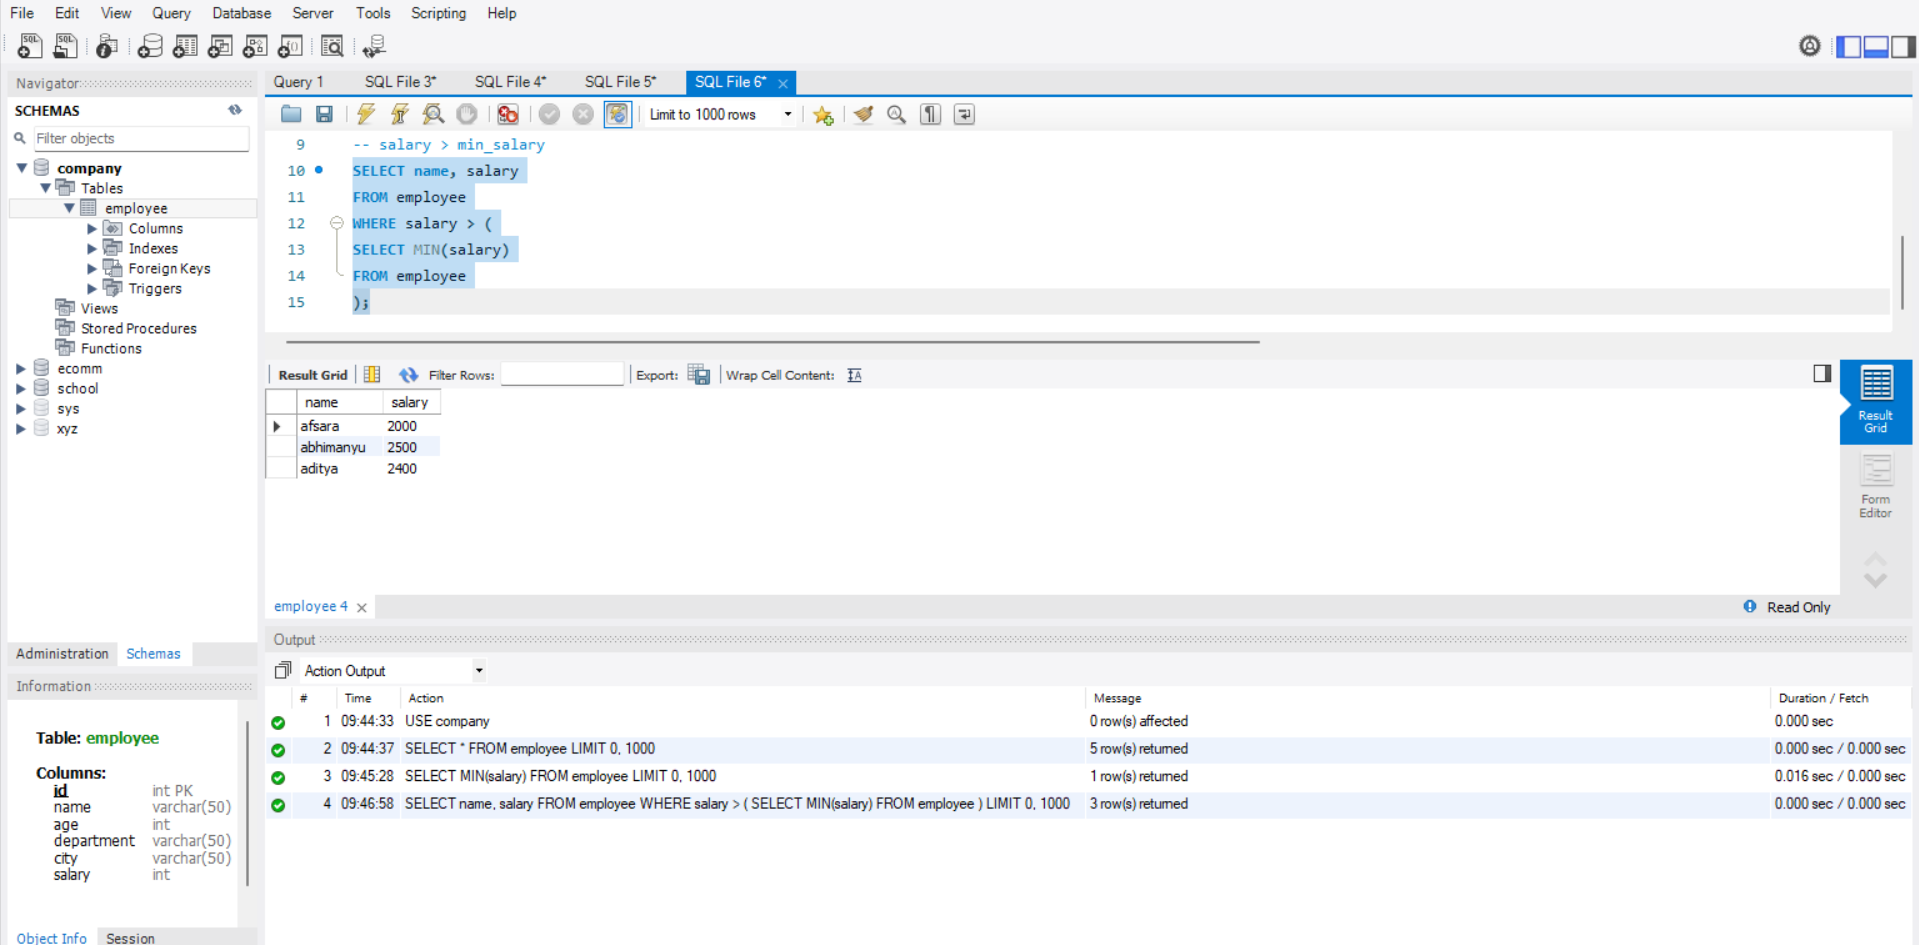 File Edit View Query Database Server Tools Scripting Help
Navigator
SCHEMAS
Filter objects
company
Tables
employee
Columns
Indexes
Foreign Keys
Triggers
Views
Stored Procedures
Functions
ecomm
school
sys
xyz
Administration Schemas
Information
Table: employee
Columns:
id int PK
name varchar(50)
age int
department varchar(50)
city varchar(50)
salary int
Object Info Session
Query 1 SQL File 3* SQL File 4* SQL File 5* SQL File 6*
Limit to 1000 rows
9 -- salary > min_salary
10 SELECT name, salary
11 FROM employee
12 WHERE salary > (
13 SELECT MIN(salary)
14 FROM employee
15 );
Result Grid Filter Rows: Export: Wrap Cell Content:
name salary
afsara 2000
abhimanyu 2500
aditya 2400
Result
Grid
Form
Editor
employee 4 Read Only
Output
Action Output
# Time Action Message Duration / Fetch
1 09:44:33 USE company 0 row(s) affected 0.000 sec
2 09:44:37 SELECT * FROM employee LIMIT 0, 1000 5 row(s) returned 0.000 sec / 0.000 sec
3 09:45:28 SELECT MIN(salary) FROM employee LIMIT 0, 1000 1 row(s) returned 0.016 sec / 0.000 sec
4 09:46:58 SELECT name, salary FROM employee WHERE salary > ( SELECT MIN(salary) FROM employee ) LIMIT 0, 1000 3 row(s) returned 0.000 sec / 0.000 sec